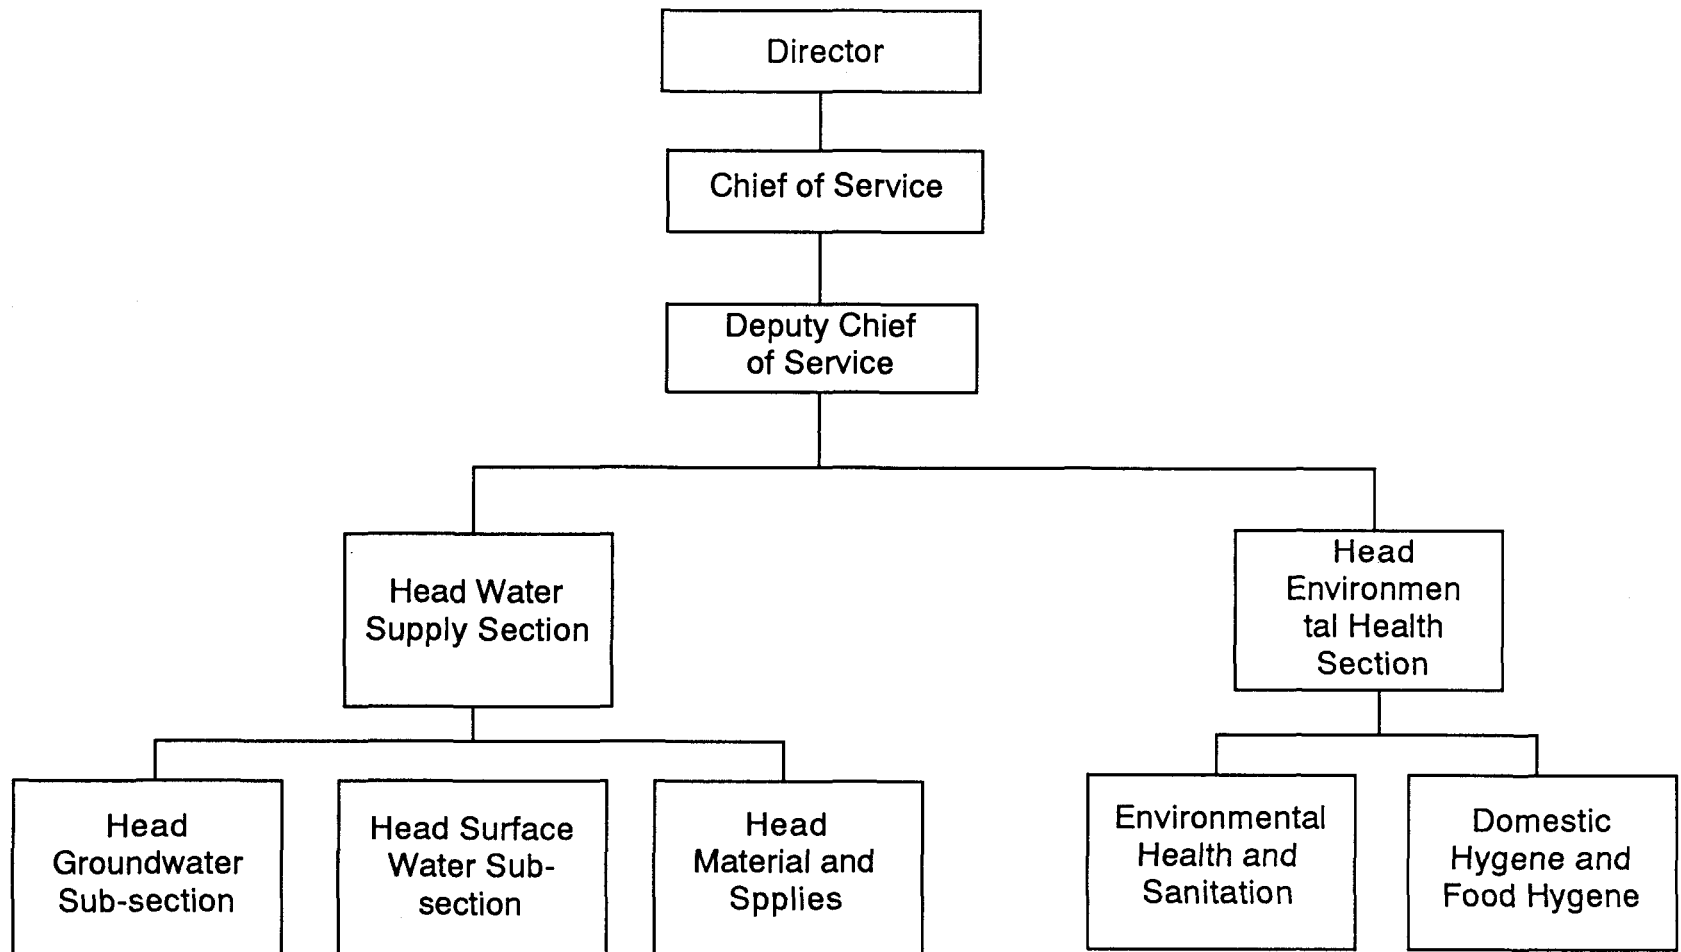 Director
Chief of Service
Deputy Chief
of Service
Head Water
Supply Section
Head
Environmen
tal Health
Section
Head
Groundwater
Sub-section
Head Surface
Water Sub-
section
Head
Material and
Spplies
Environmental
Health and
Sanitation
Domestic
Hygene and
Food Hygene